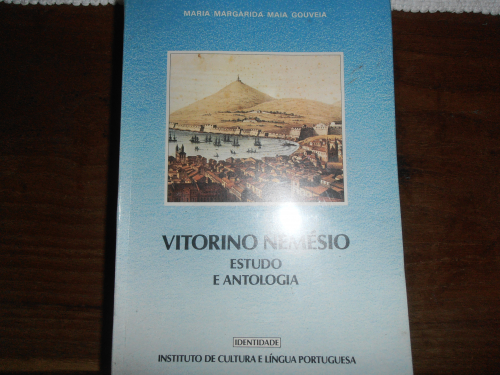 MARIA MARGARIDA MAIA GOUVEIA
VITORINO NEMÉSIO
ESTUDO
E ANTOLOGIA
IDENTIDADE
INSTITUTO DE CULTURA E LÍNGUA PORTUGUESA